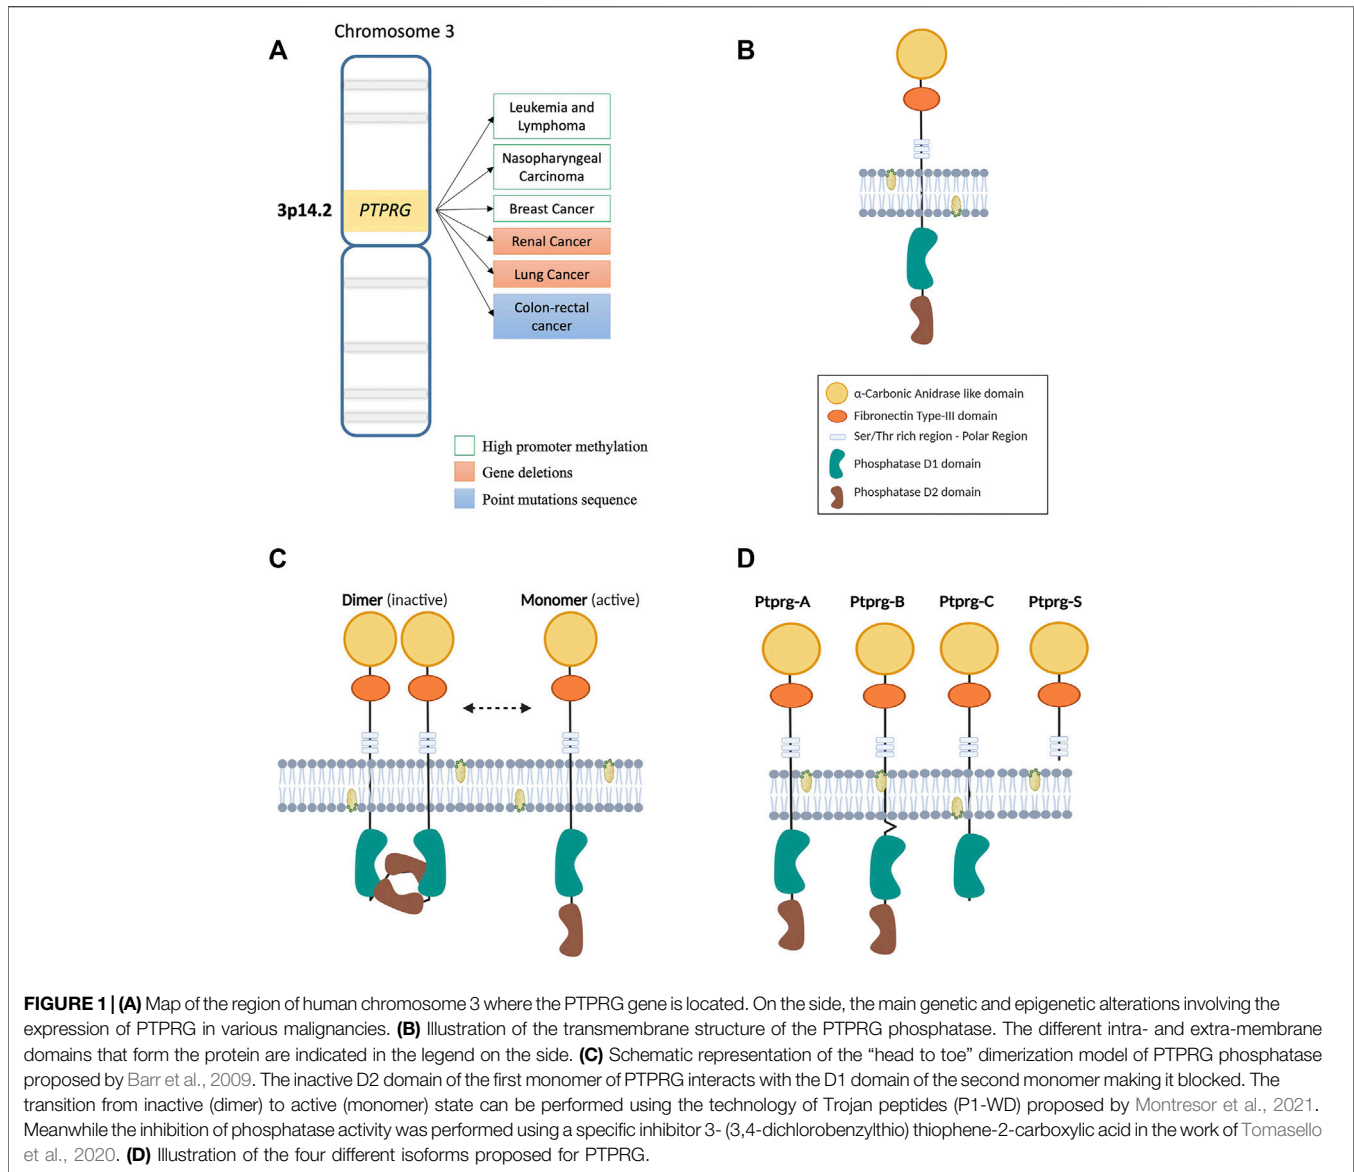 A
Chromosome 3
3p14.2
PTPRG
Leukemia and
Lymphoma
Nasopharyngeal
Carcinoma
Breast Cancer
Renal Cancer
Lung Cancer
Colon-rectal
cancer
High promoter methylation
Gene deletions
Point mutations sequence
B
α-Carbonic Anidrase like domain
Fibronectin Type-III domain
Ser/Thr rich region - Polar Region
Phosphatase D1 domain
Phosphatase D2 domain
C
Dimer (inactive)
Monomer (active)
D
Ptprg-A
Ptprg-B
Ptprg-C
Ptprg-S
FIGURE 1 | (A) Map of the region of human chromosome 3 where the PTPRG gene is located. On the side, the main genetic and epigenetic alterations involving the
expression of PTPRG in various malignancies. (B) Illustration of the transmembrane structure of the PTPRG phosphatase. The different intra- and extra-membrane
domains that form the protein are indicated in the legend on the side. (C) Schematic representation of the “head to toe” dimerization model of PTPRG phosphatase
proposed by Barr et al., 2009. The inactive D2 domain of the first monomer of PTPRG interacts with the D1 domain of the second monomer making it blocked. The
transition from inactive (dimer) to active (monomer) state can be performed using the technology of Trojan peptides (P1-WD) proposed by Montresor et al., 2021.
Meanwhile the inhibition of phosphatase activity was performed using a specific inhibitor 3- (3,4-dichlorobenzylthio) thiophene-2-carboxylic acid in the work of Tomasello
et al., 2020. (D) Illustration of the four different isoforms proposed for PTPRG.